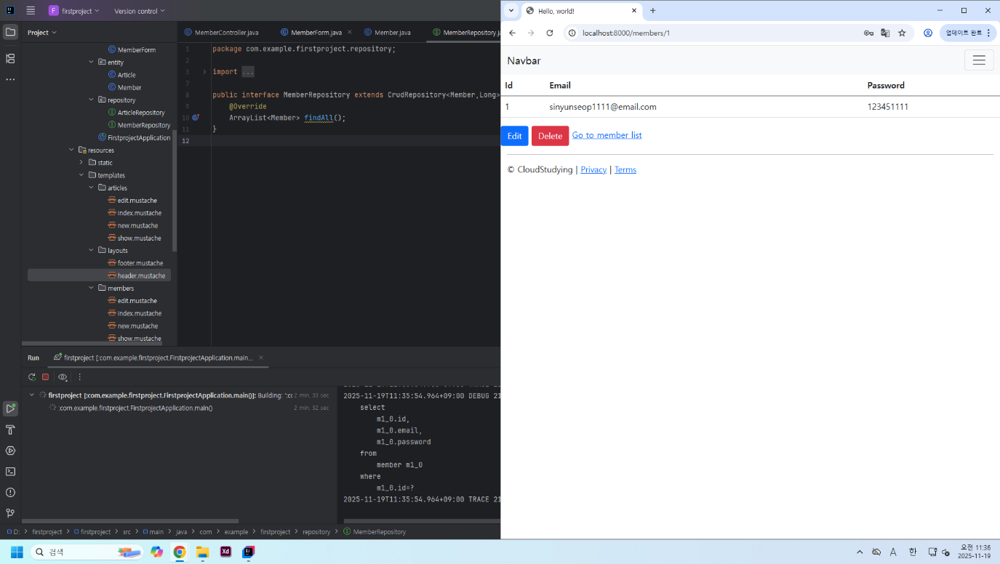 F firstproject Version control
Project
MemberForm
entity
Article
Member
repository
ArticleRepository
MemberRepository
FirstprojectApplication
resources
static
templates
articles
edit.mustache
index.mustache
new.mustache
show.mustache
layouts
footer.mustache
header.mustache
members
edit.mustache
index.mustache
new.mustache
show.mustache
MemberController.java MemberForm.java Member.java MemberRepository.ja
1 package com.example.firstproject.repository;
2
3 import ...
7
8 public interface MemberRepository extends CrudRepository<Member,Long>
9 @Override
10 ArrayList<Member> findAll();
11 }
12
Run firstproject [:com.example.firstproject.FirstprojectApplication.main...
firstproject [:com.example.firstproject.FirstprojectApplication.main()]: Building: ':cc 2 min, 33 sec
:com.example.firstproject.FirstprojectApplication.main() 2 min, 32 sec
2025-11-19T11:35:54.964+09:00 DEBUG 21
select
m1_0.id,
m1_0.email,
m1_0.password
from
member m1_0
where
m1_0.id=?
2025-11-19T11:35:54.964+09:00 TRACE 21
D: firstproject firstproject src main java com example firstproject repository MemberRepository
Hello, world!
localhost:8000/members/1
업데이트 완료
Navbar
Id Email Password
1 sinyunseop1111@email.com 123451111
Edit Delete Go to member list
© CloudStudying | Privacy | Terms
검색
Xd
A 한
오전 11:36
2025-11-19